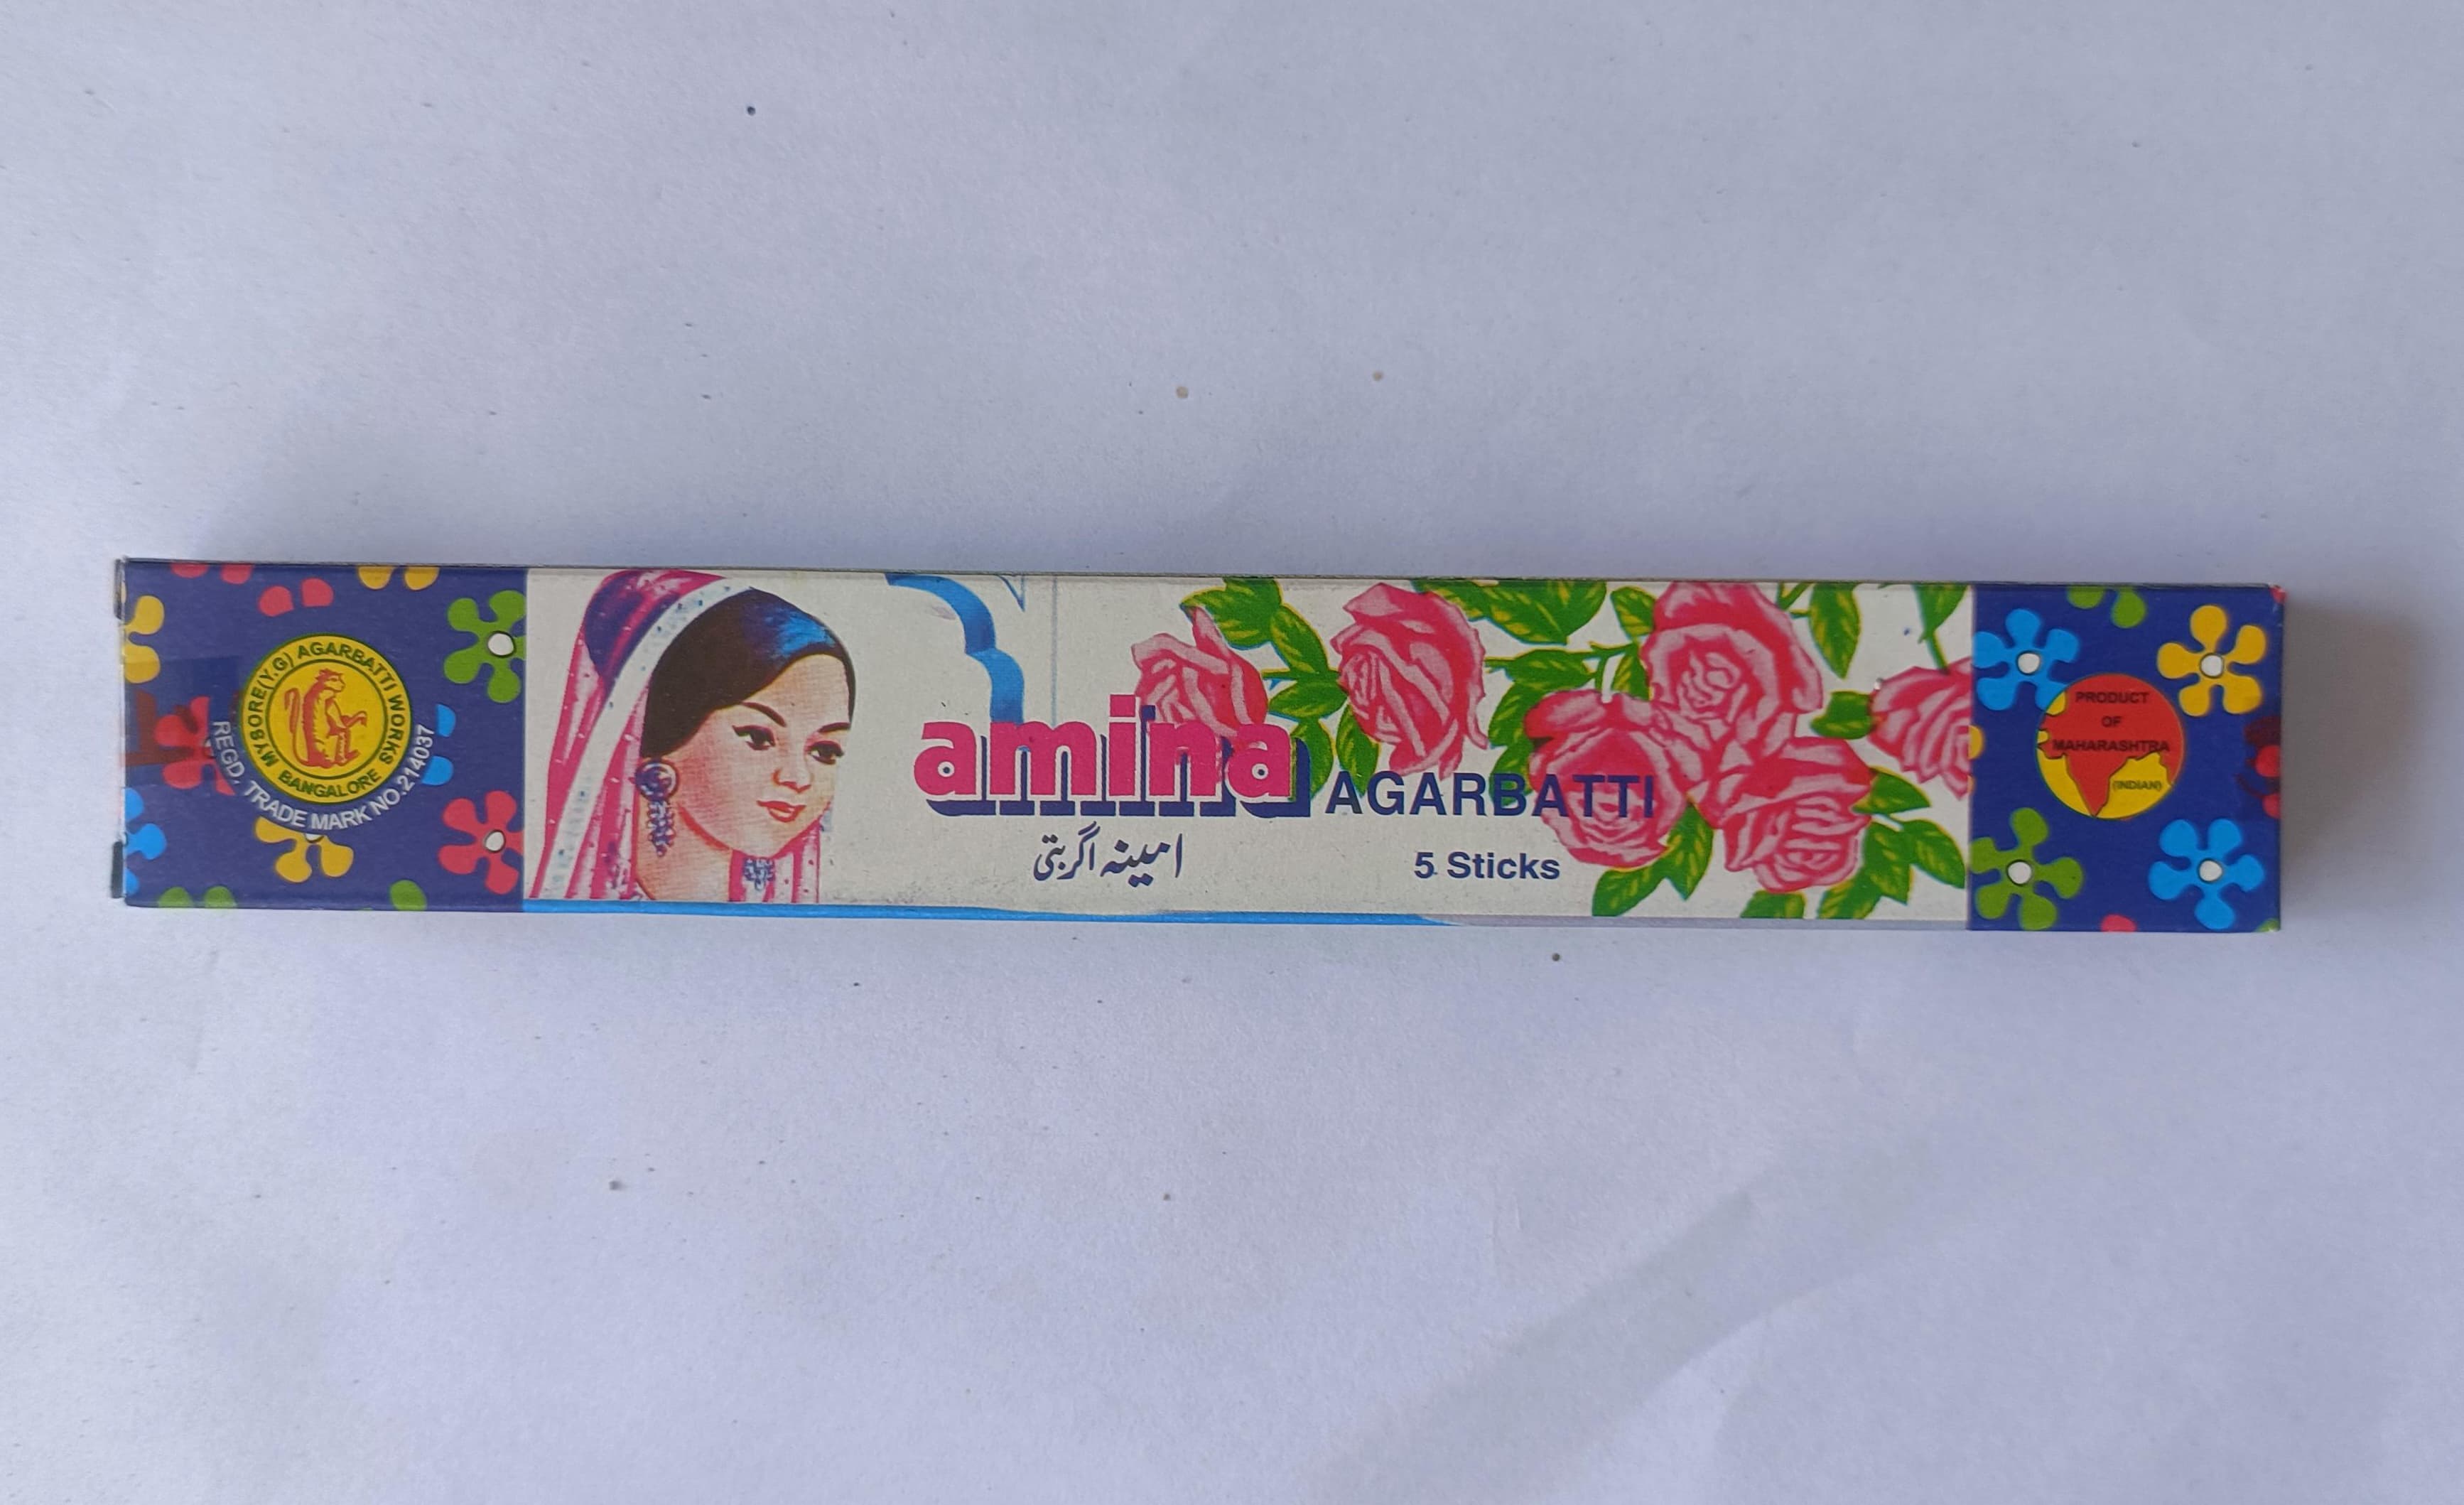 MYSORE (Y.G) AGARBATTI WORKS
BANGALORE
REGD. TRADE MARK NO.214037
amina AGARBATTI
امینہ اگربتی
5 Sticks
PRODUCT
OF
MAHARASHTRA
(INDIAN)